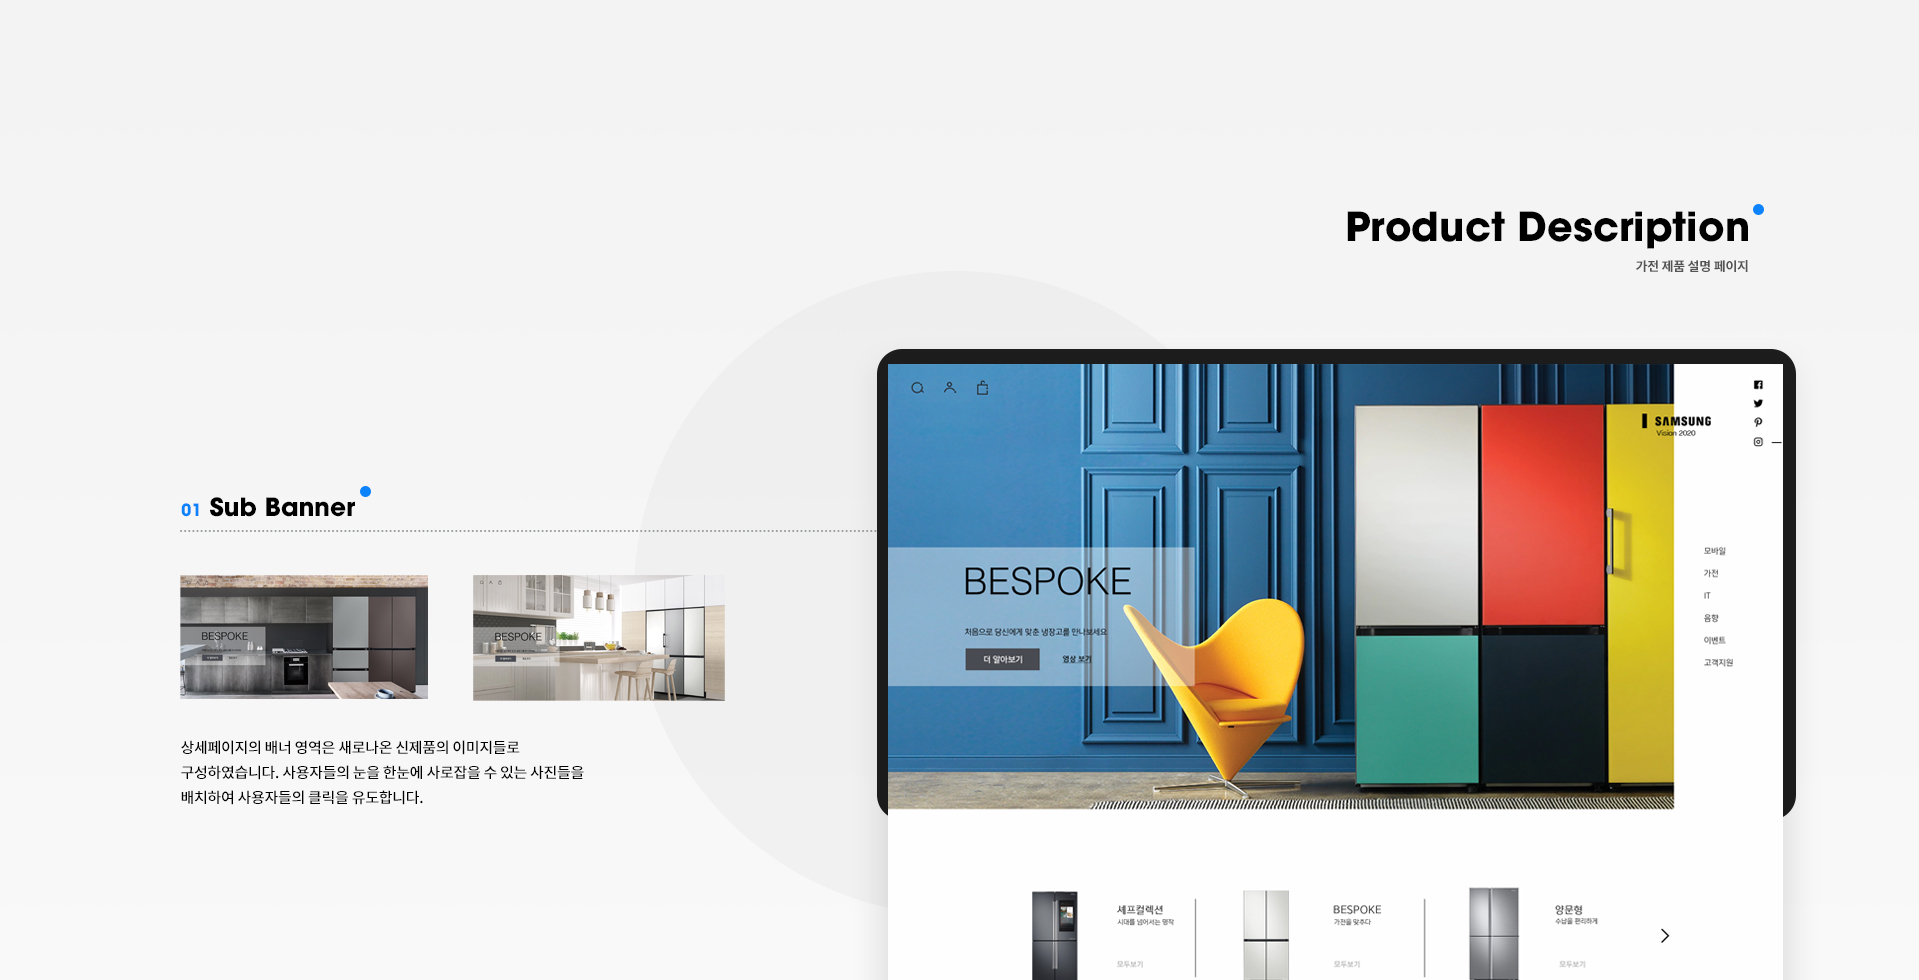 Product Description
가전 제품 설명 페이지
01 Sub Banner
BESPOKE
BESPOKE
상세페이지의 배너 영역은 새로나온 신제품의 이미지들로
구성하였습니다. 사용자들의 눈을 한눈에 사로잡을 수 있는 사진들을
배치하여 사용자들의 클릭을 유도합니다.
SAMSUNG
Vision 2020
BESPOKE
처음으로 당신에게 맞춘 냉장고를 만나보세요
더 알아보기
영상 보기
모바일
가전
IT
음향
이벤트
고객지원
셰프컬렉션
시대를 넘어서는 명작
모두보기
BESPOKE
가전을 맞추다
모두보기
양문형
수납을 편리하게
모두보기